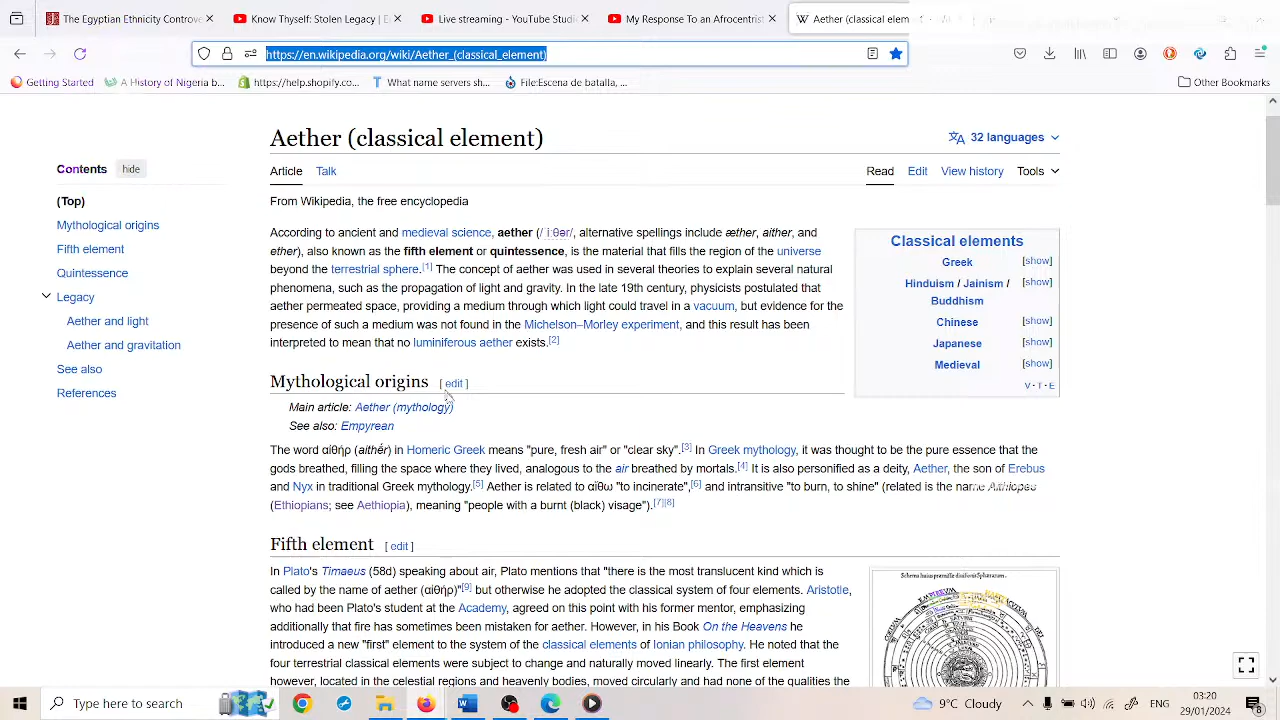 The Egyptian Ethnicity Controve
Know Thyself: Stolen Legacy | E
Live streaming - YouTube Studi
My Response To an Afrocentrist
Aether (classical elem
https://en.wikipedia.org/wiki/Aether_(classical_element)
Getting Started
A History of Nigeria b...
https://help.shopify.co...
What name servers sh...
File:Escena de batalla, ...
Other Bookmarks
Aether (classical element)
32 languages
Contents
hide
(Top)
Mythological origins
Fifth element
Quintessence
Legacy
Aether and light
Aether and gravitation
See also
References
Article
Talk
Read
Edit
View history
Tools
From Wikipedia, the free encyclopedia
According to ancient and medieval science, aether (/ˈiːθər/, alternative spellings include æther, aither, and
ether), also known as the fifth element or quintessence, is the material that fills the region of the universe
beyond the terrestrial sphere.[1] The concept of aether was used in several theories to explain several natural
phenomena, such as the propagation of light and gravity. In the late 19th century, physicists postulated that
aether permeated space, providing a medium through which light could travel in a vacuum, but evidence for the
presence of such a medium was not found in the Michelson–Morley experiment, and this result has been
interpreted to mean that no luminiferous aether exists.[2]
Classical elements
Greek [show]
Hinduism / Jainism / [show]
Buddhism
Chinese [show]
Japanese [show]
Medieval [show]
V · T · E
Mythological origins [ edit ]
Main article: Aether (mythology)
See also: Empyrean
The word αἰθήρ (aithḗr) in Homeric Greek means "pure, fresh air" or "clear sky".[3] In Greek mythology, it was thought to be the pure essence that the
gods breathed, filling the space where they lived, analogous to the air breathed by mortals.[4] It is also personified as a deity, Aether, the son of Erebus
and Nyx in traditional Greek mythology.[5] Aether is related to αἴθω "to incinerate",[6] and intransitive "to burn, to shine" (related is the name Aithiopes
(Ethiopians; see Aethiopia), meaning "people with a burnt (black) visage").[7][8]
Fifth element [ edit ]
In Plato's Timaeus (58d) speaking about air, Plato mentions that "there is the most translucent kind which is
called by the name of aether (αἰθήρ)"[9] but otherwise he adopted the classical system of four elements. Aristotle,
who had been Plato's student at the Academy, agreed on this point with his former mentor, emphasizing
additionally that fire has sometimes been mistaken for aether. However, in his Book On the Heavens he
introduced a new "first" element to the system of the classical elements of Ionian philosophy. He noted that the
four terrestrial classical elements were subject to change and naturally moved linearly. The first element
however, located in the celestial regions and heavenly bodies, moved circularly and had none of the qualities the
Schema huius præmissæ diuisionis Sphærarum.
Type here to search
9°C Cloudy
ENG
03:20
29/01/2024
8